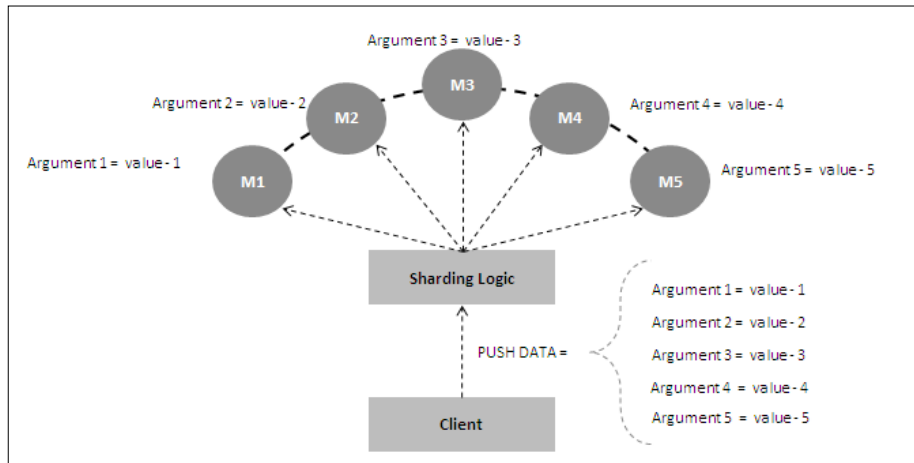 Argument 3 = value - 3
M3
Argument 2 = value - 2
M2
Argument 4 = value - 4
M4
Argument 1 = value - 1
M1
Argument 5 = value - 5
M5
Sharding Logic
PUSH DATA =
Argument 1 = value - 1
Argument 2 = value - 2
Argument 3 = value - 3
Argument 4 = value - 4
Argument 5 = value - 5
Client